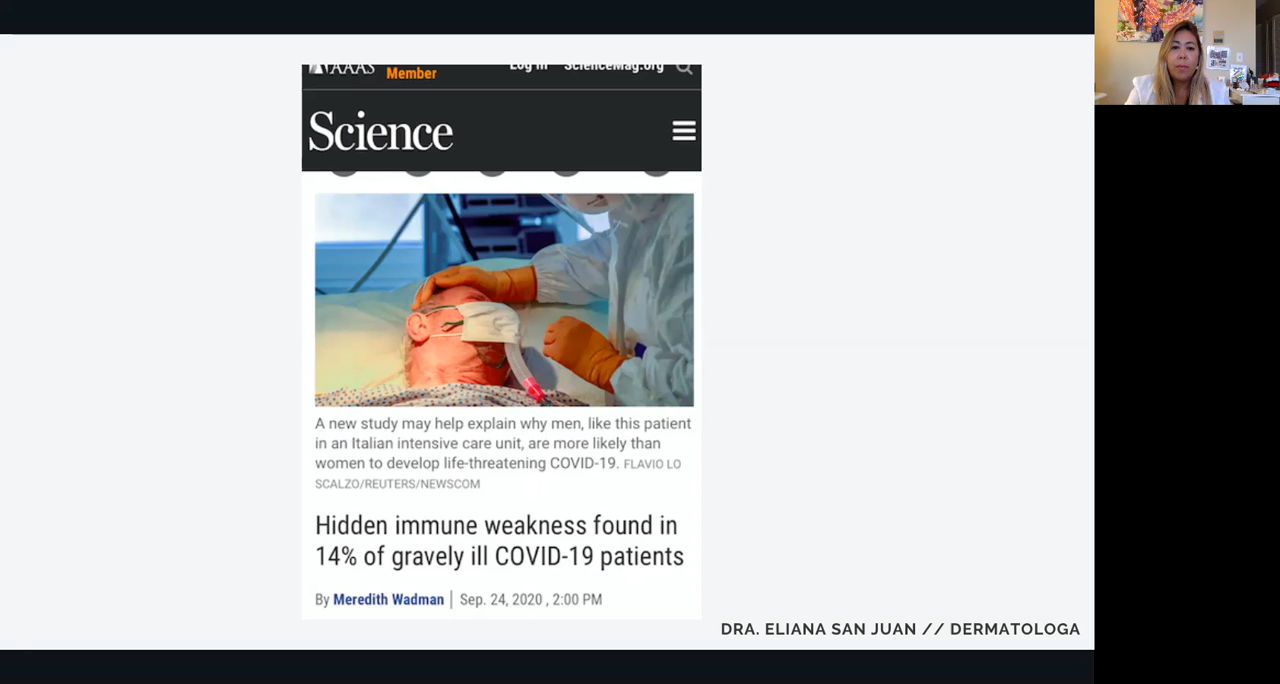 AAAS
Member
Log In
ScienceMag.org
Science
A new study may help explain why men, like this patient
in an Italian intensive care unit, are more likely than
women to develop life-threatening COVID-19. FLAVIO LO
SCALZO/REUTERS/NEWSCOM
Hidden immune weakness found in
14% of gravely ill COVID-19 patients
By Meredith Wadman | Sep. 24, 2020 , 2:00 PM
DRA. ELIANA SAN JUAN // DERMATOLOGA